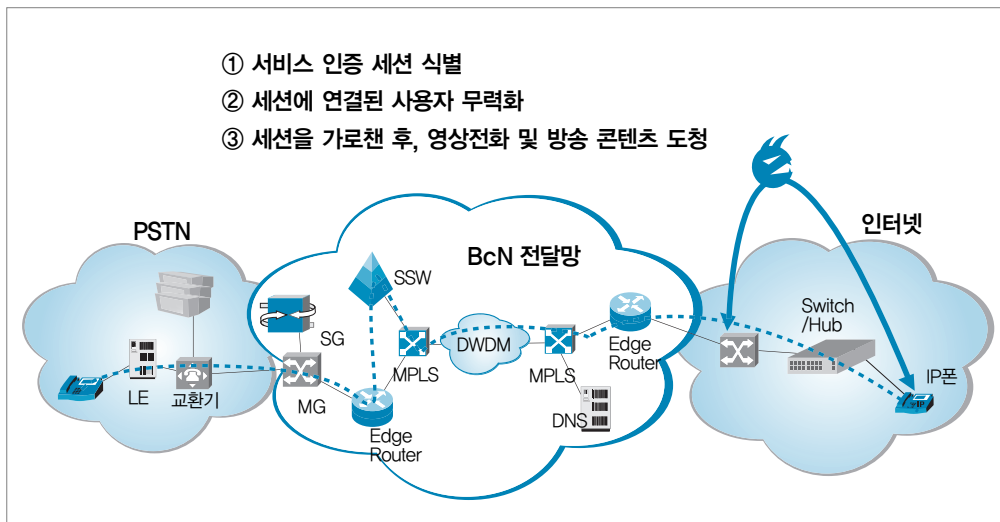 ① 서비스 인증 세션 식별
② 세션에 연결된 사용자 무력화
③ 세션을 가로챈 후, 영상전화 및 방송 콘텐츠 도청
PSTN
BcN 전달망
인터넷
SSW
SG
LE
교환기
MG
MPLS
DWDM
MPLS
Edge
Router
Edge
Router
DNS
Switch
/Hub
IP폰
IP